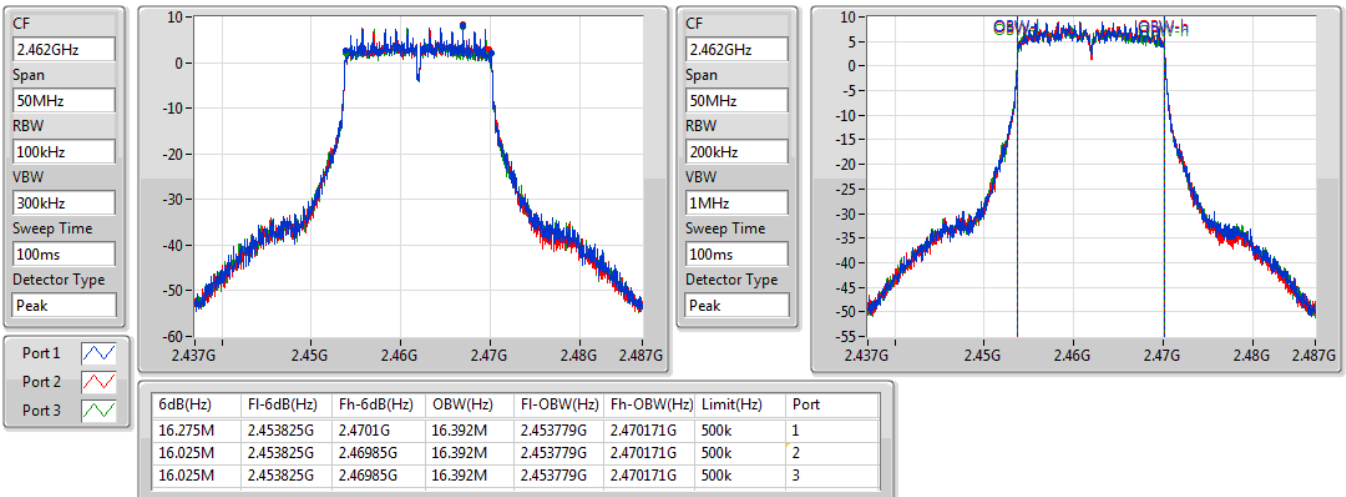 CF
2.462GHz
Span
50MHz
RBW
100kHz
VBW
300kHz
Sweep Time
100ms
Detector Type
Peak
10
0
-10
-20
-30
-40
-50
-60
2.437G 2.45G 2.46G 2.47G 2.48G 2.487G
CF
2.462GHz
Span
50MHz
RBW
200kHz
VBW
1MHz
Sweep Time
100ms
Detector Type
Peak
10
5
0
-5
-10
-15
-20
-25
-30
-35
-40
-45
-50
-55
OBW-l OBW-h
2.437G 2.45G 2.46G 2.47G 2.48G 2.487G
Port 1
Port 2
Port 3
6dB(Hz) Fl-6dB(Hz) Fh-6dB(Hz) OBW(Hz) Fl-OBW(Hz) Fh-OBW(Hz) Limit(Hz) Port
16.275M 2.453825G 2.4701G 16.392M 2.453779G 2.470171G 500k 1
16.025M 2.453825G 2.46985G 16.392M 2.453779G 2.470171G 500k 2
16.025M 2.453825G 2.46985G 16.392M 2.453779G 2.470171G 500k 3